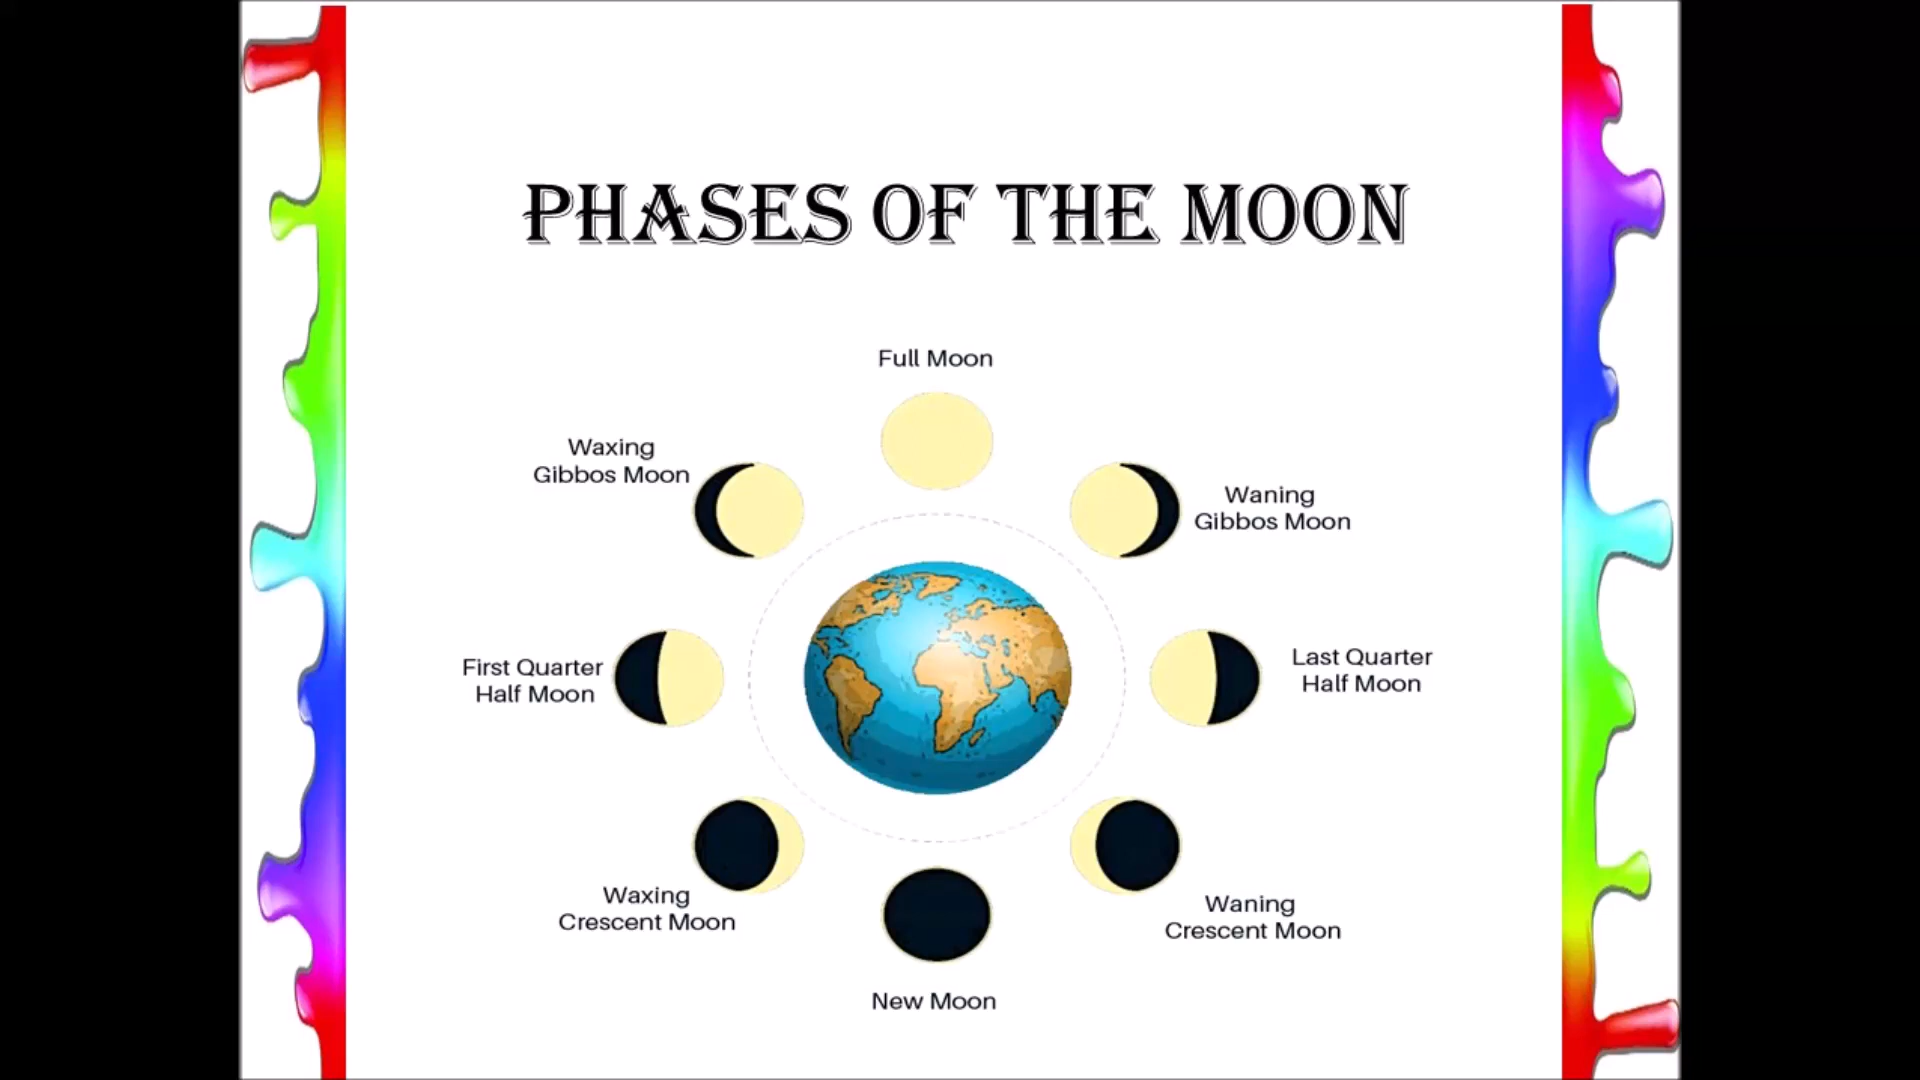 PHASES OF THE MOON
Full Moon
Waxing
Gibbos Moon
Waning
Gibbos Moon
First Quarter
Half Moon
Last Quarter
Half Moon
Waxing
Crescent Moon
Waning
Crescent Moon
New Moon